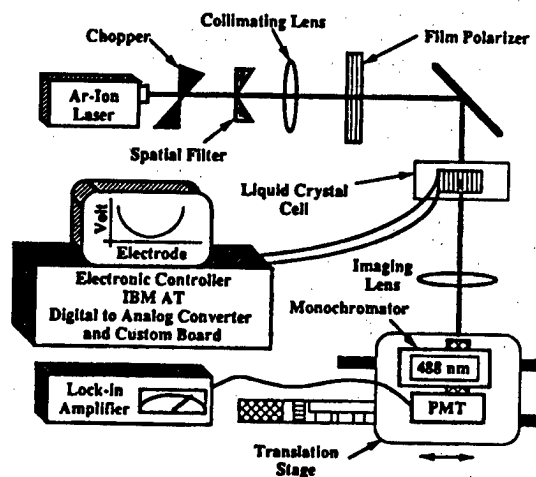 Collimating Lens
Chopper
Film Polarizer
Ar-Ion
Laser
Spatial Filter
Liquid Crystal
Cell
Volt
Electrode
Electronic Controller
IBM AT
Digital to Analog Converter
and Custom Board
Imaging
Lens
Monochromator
488 nm
Lock-in
Amplifier
PMT
Translation
Stage